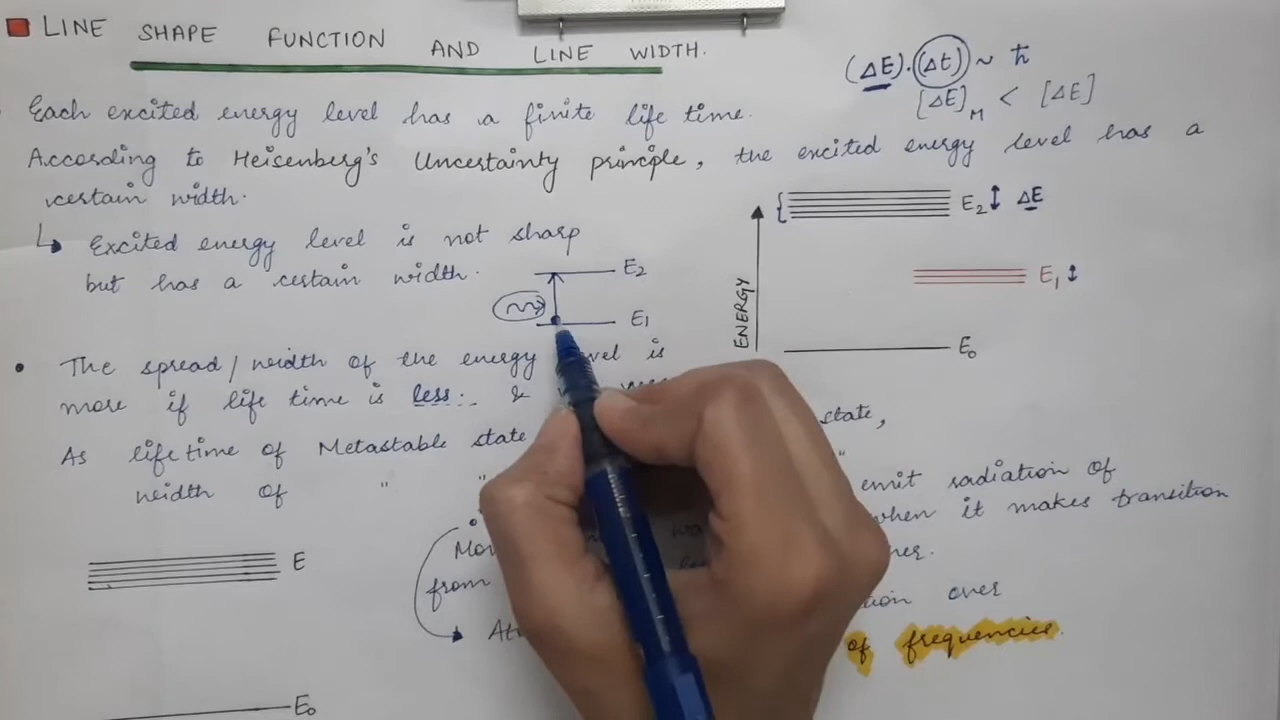 LINE SHAPE FUNCTION AND LINE WIDTH.
(ΔE).(Δt) ~ ħ
[ΔE]M < [ΔE]
Each excited energy level has a finite life time.
According to Heisenberg's Uncertainty principle, the excited energy level has a
certain width.
↳ Excited energy level is not sharp
but has a certain width.
E2
E1
E2 ↕ ΔE
E1 ↕
E0
ENERGY
• The spread/width of the energy level is
more if life time is less. &
As lifetime of Metastable state state,
width of " " "
emit radiation of
when it makes transition
from
over
of frequencies.
E
E0